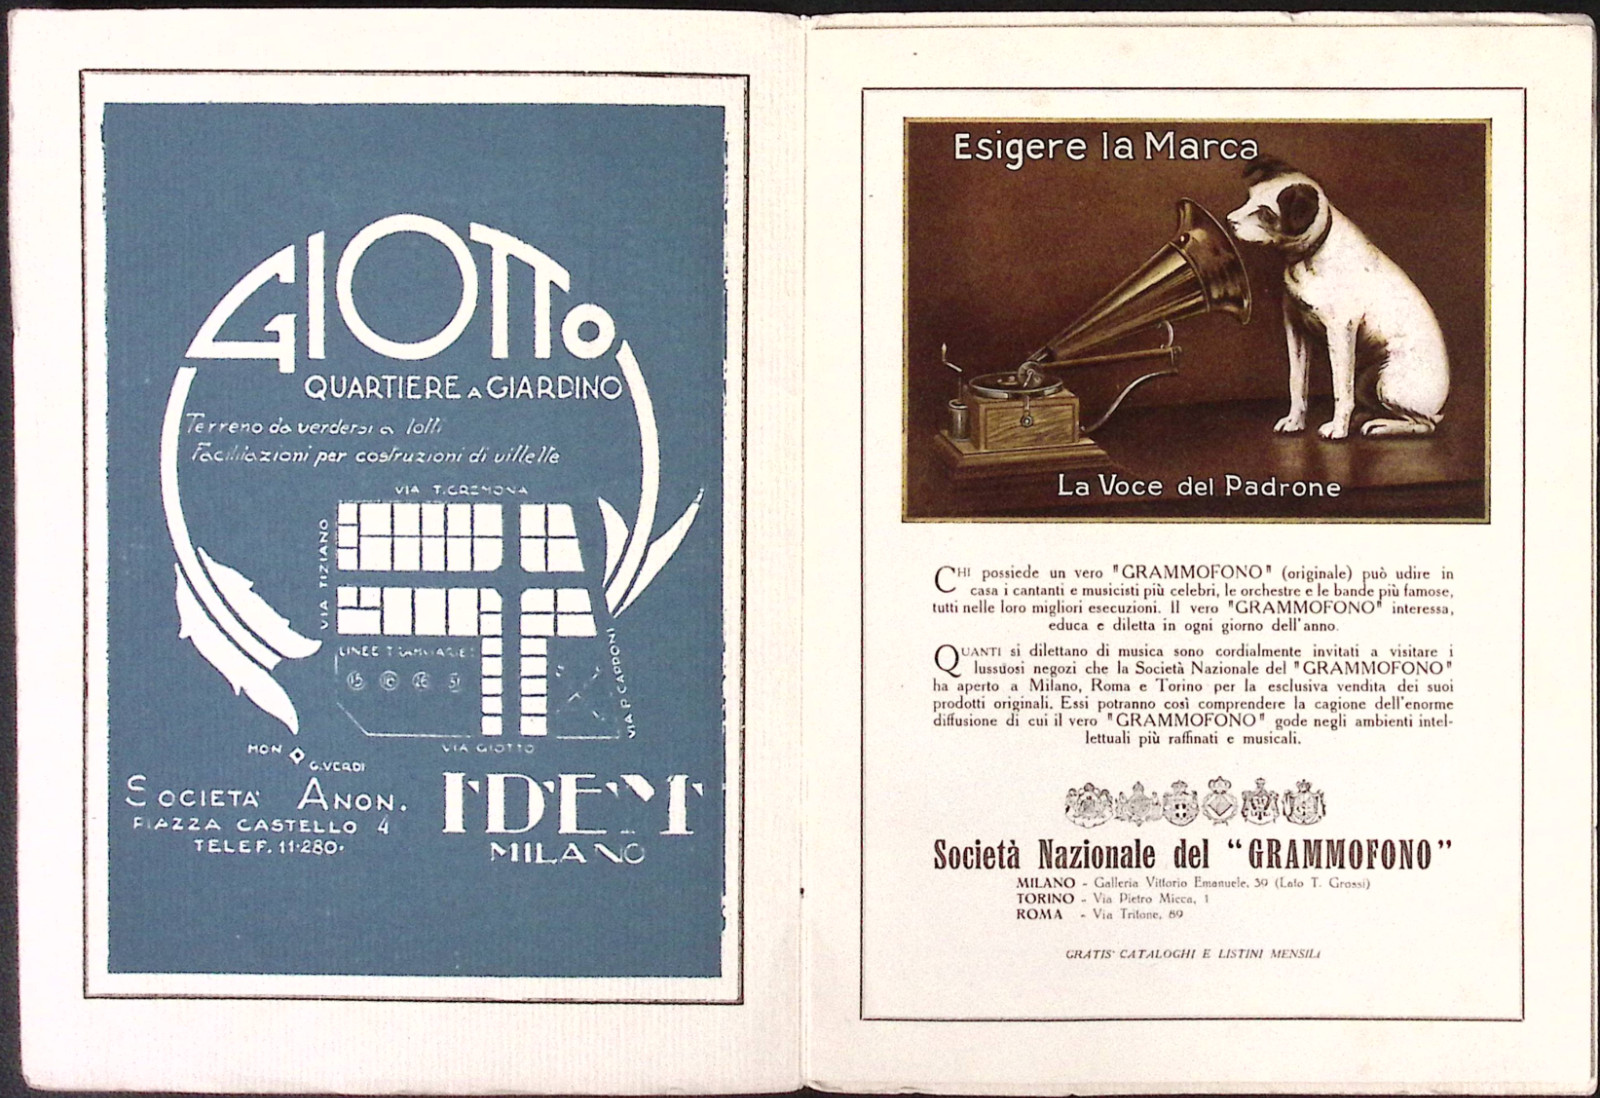 GIOTTO
QUARTIERE A GIARDINO
Terreno da verdersi a lotti
Facilitazioni per costruzioni di villette
VIA T. CREMONA
VIA TIZIANO
LINEE TRAMVIARIE
VIA GIOTTO
MON
G. VERDI
SOCIETA' ANON.
PIAZZA CASTELLO 4
TELEF. 11·280·
IDEM
MILANO
Esigere la Marca
La Voce del Padrone
CHI possiede un vero "GRAMMOFONO" (originale) può udire in
casa i cantanti e musicisti più celebri, le orchestre e le bande più famose,
tutti nelle loro migliori esecuzioni. Il vero "GRAMMOFONO" interessa,
educa e diletta in ogni giorno dell'anno.
QUANTI si dilettano di musica sono cordialmente invitati a visitare i
lussuosi negozi che la Società Nazionale del "GRAMMOFONO"
ha aperto a Milano, Roma e Torino per la esclusiva vendita dei suoi
prodotti originali. Essi potranno così comprendere la cagione dell'enorme
diffusione di cui il vero "GRAMMOFONO" gode negli ambienti intel-
lettuali più raffinati e musicali.
Società Nazionale del "GRAMMOFONO"
MILANO - Galleria Vittorio Emanuele, 39 (Lato T. Grossi)
TORINO - Via Pietro Micca, 1
ROMA - Via Tritone, 89
GRATIS CATALOGHI E LISTINI MENSILI